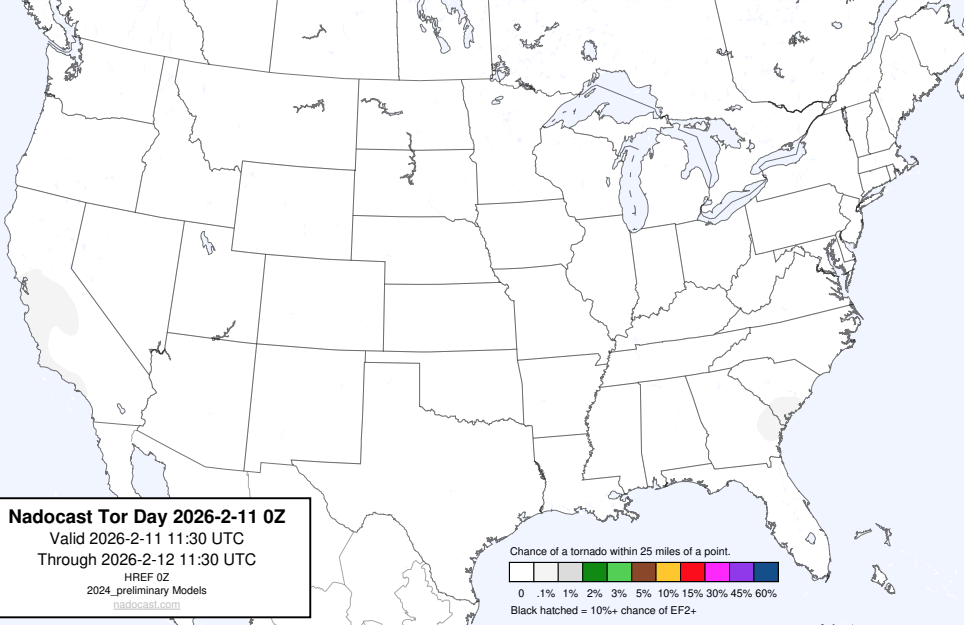 Nadocast Tor Day 2026-2-11 0Z
Valid 2026-2-11 11:30 UTC
Through 2026-2-12 11:30 UTC
HREF 0Z
2024_preliminary Models
nadocast.com
Chance of a tornado within 25 miles of a point.
0 .1% 1% 2% 3% 5% 10% 15% 30% 45% 60%
Black hatched = 10%+ chance of EF2+